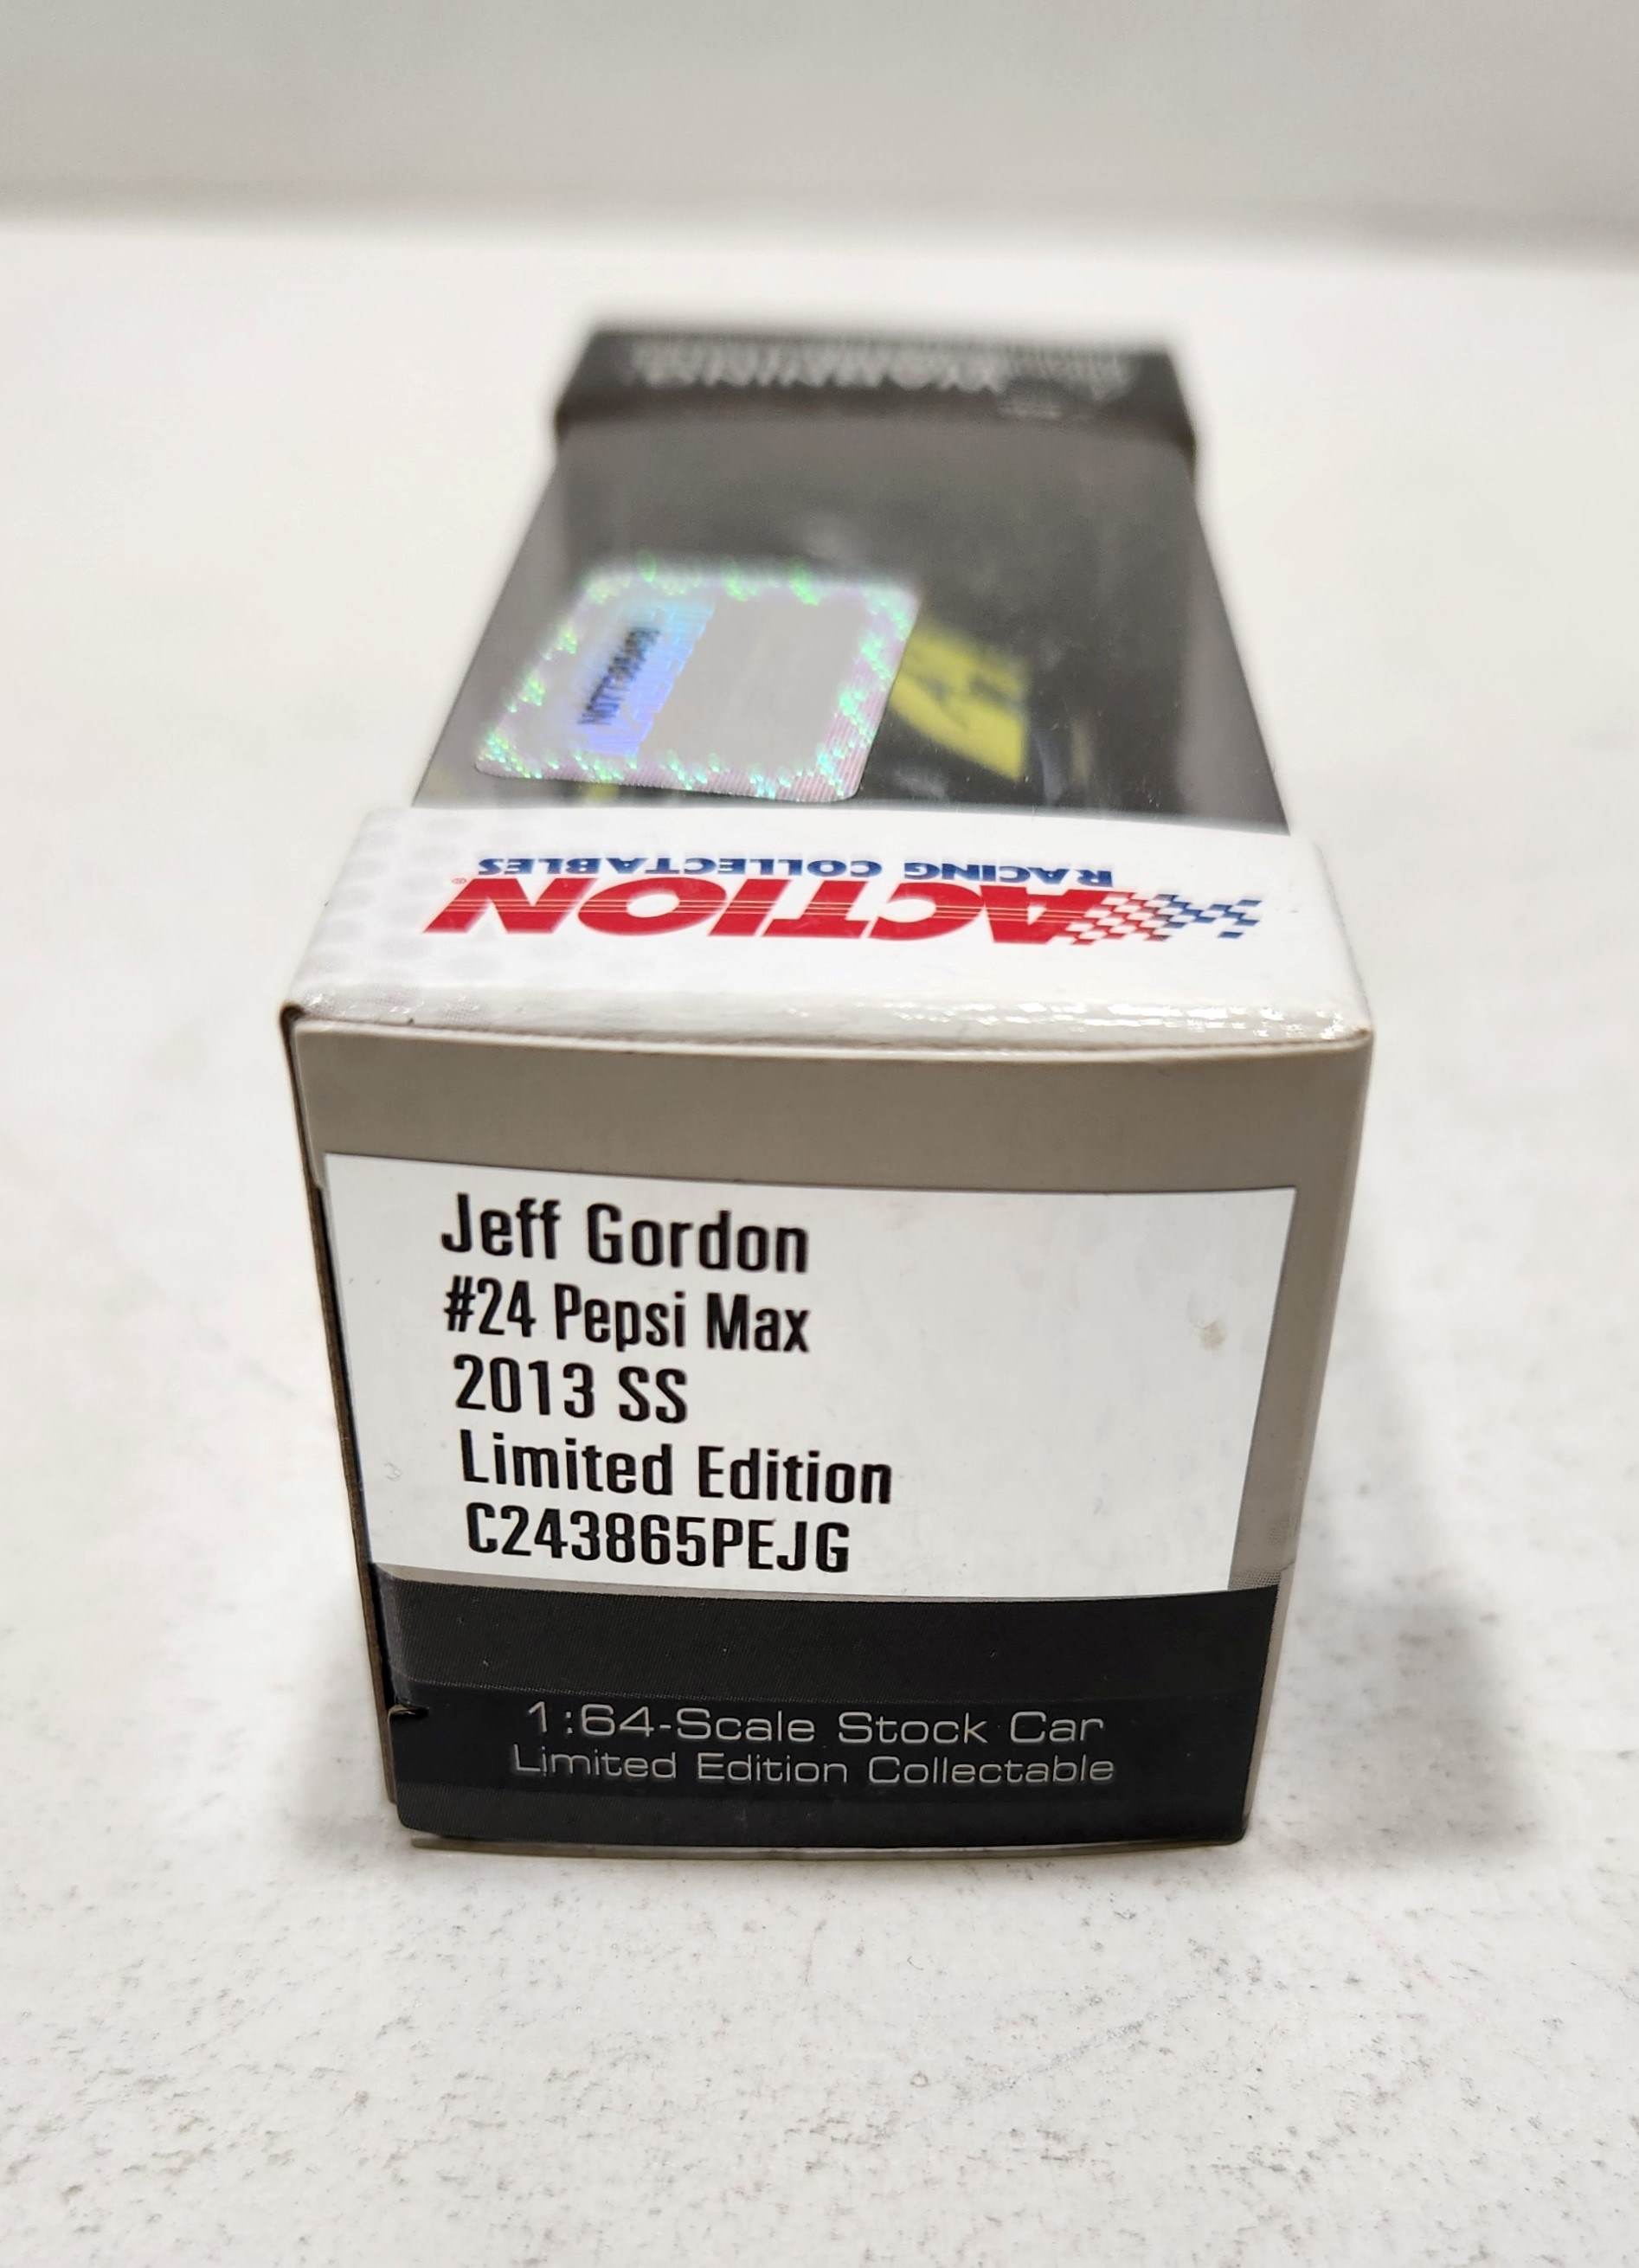 ACTION®
RACING COLLECTABLES
Jeff Gordon
#24 Pepsi Max
2013 SS
Limited Edition
C243865PEJG
1:64-Scale Stock Car
Limited Edition Collectable